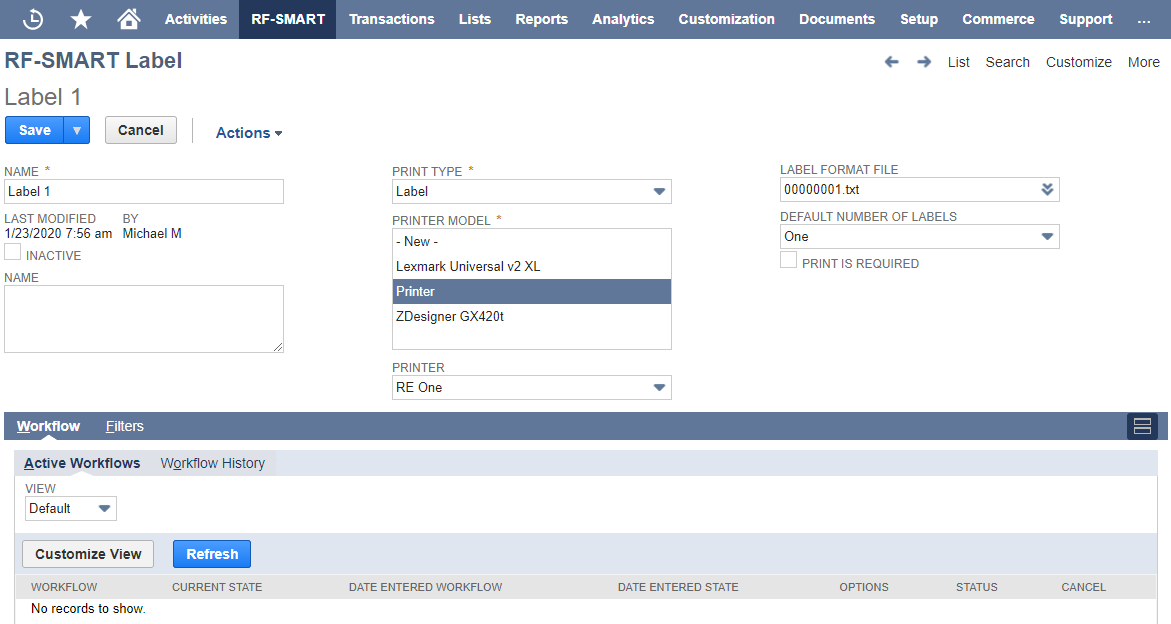 Activities RF-SMART Transactions Lists Reports Analytics Customization Documents Setup Commerce Support ...
RF-SMART Label
List Search Customize More
Label 1
Save Cancel Actions
NAME *
Label 1
LAST MODIFIED BY
1/23/2020 7:56 am Michael M
INACTIVE
NAME
PRINT TYPE *
Label
PRINTER MODEL *
- New -
Lexmark Universal v2 XL
Printer
ZDesigner GX420t
PRINTER
RE One
LABEL FORMAT FILE
00000001.txt
DEFAULT NUMBER OF LABELS
One
PRINT IS REQUIRED
Workflow Filters
Active Workflows Workflow History
VIEW
Default
Customize View Refresh
WORKFLOW CURRENT STATE DATE ENTERED WORKFLOW DATE ENTERED STATE OPTIONS STATUS CANCEL
No records to show.